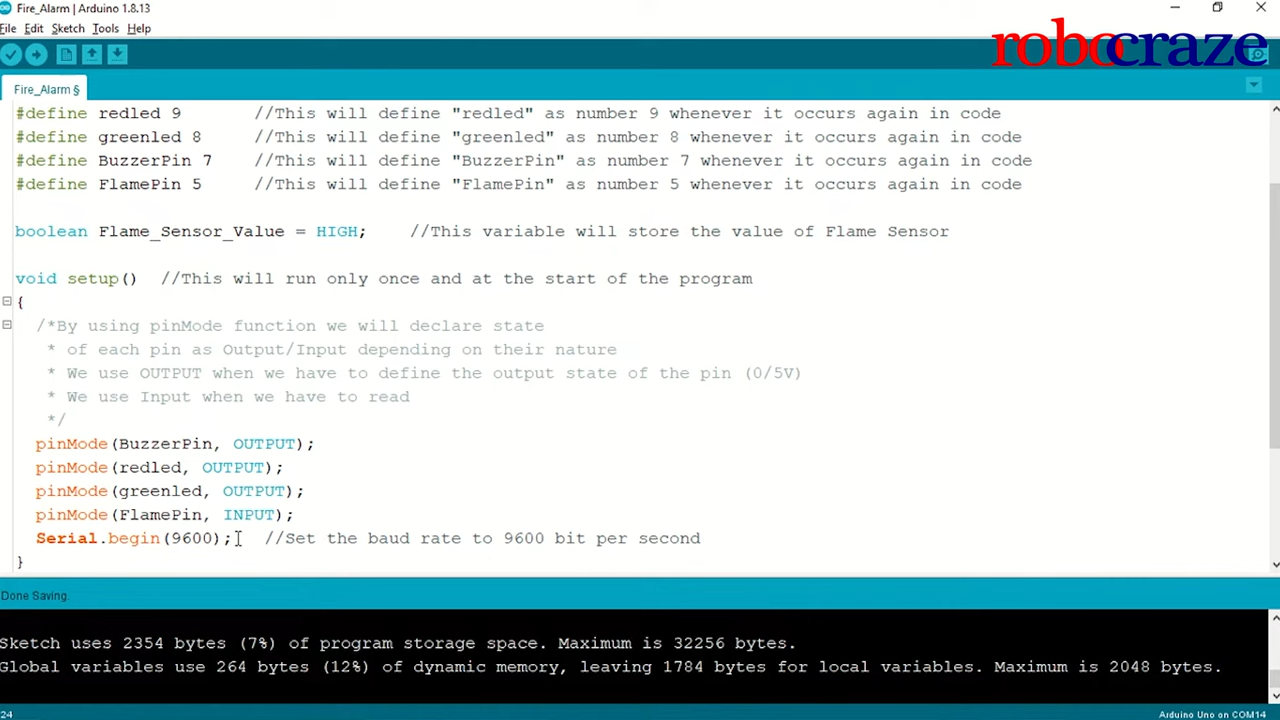 Fire_Alarm | Arduino 1.8.13
File Edit Sketch Tools Help
robocraze
Fire_Alarm §
#define redled 9 //This will define "redled" as number 9 whenever it occurs again in code
#define greenled 8 //This will define "greenled" as number 8 whenever it occurs again in code
#define BuzzerPin 7 //This will define "BuzzerPin" as number 7 whenever it occurs again in code
#define FlamePin 5 //This will define "FlamePin" as number 5 whenever it occurs again in code
boolean Flame_Sensor_Value = HIGH; //This variable will store the value of Flame Sensor
void setup() //This will run only once and at the start of the program
{
/*By using pinMode function we will declare state
* of each pin as Output/Input depending on their nature
* We use OUTPUT when we have to define the output state of the pin (0/5V)
* We use Input when we have to read
*/
pinMode(BuzzerPin, OUTPUT);
pinMode(redled, OUTPUT);
pinMode(greenled, OUTPUT);
pinMode(FlamePin, INPUT);
Serial.begin(9600); //Set the baud rate to 9600 bit per second
}
Done Saving.
Sketch uses 2354 bytes (7%) of program storage space. Maximum is 32256 bytes.
Global variables use 264 bytes (12%) of dynamic memory, leaving 1784 bytes for local variables. Maximum is 2048 bytes.
24 Arduino Uno on COM14